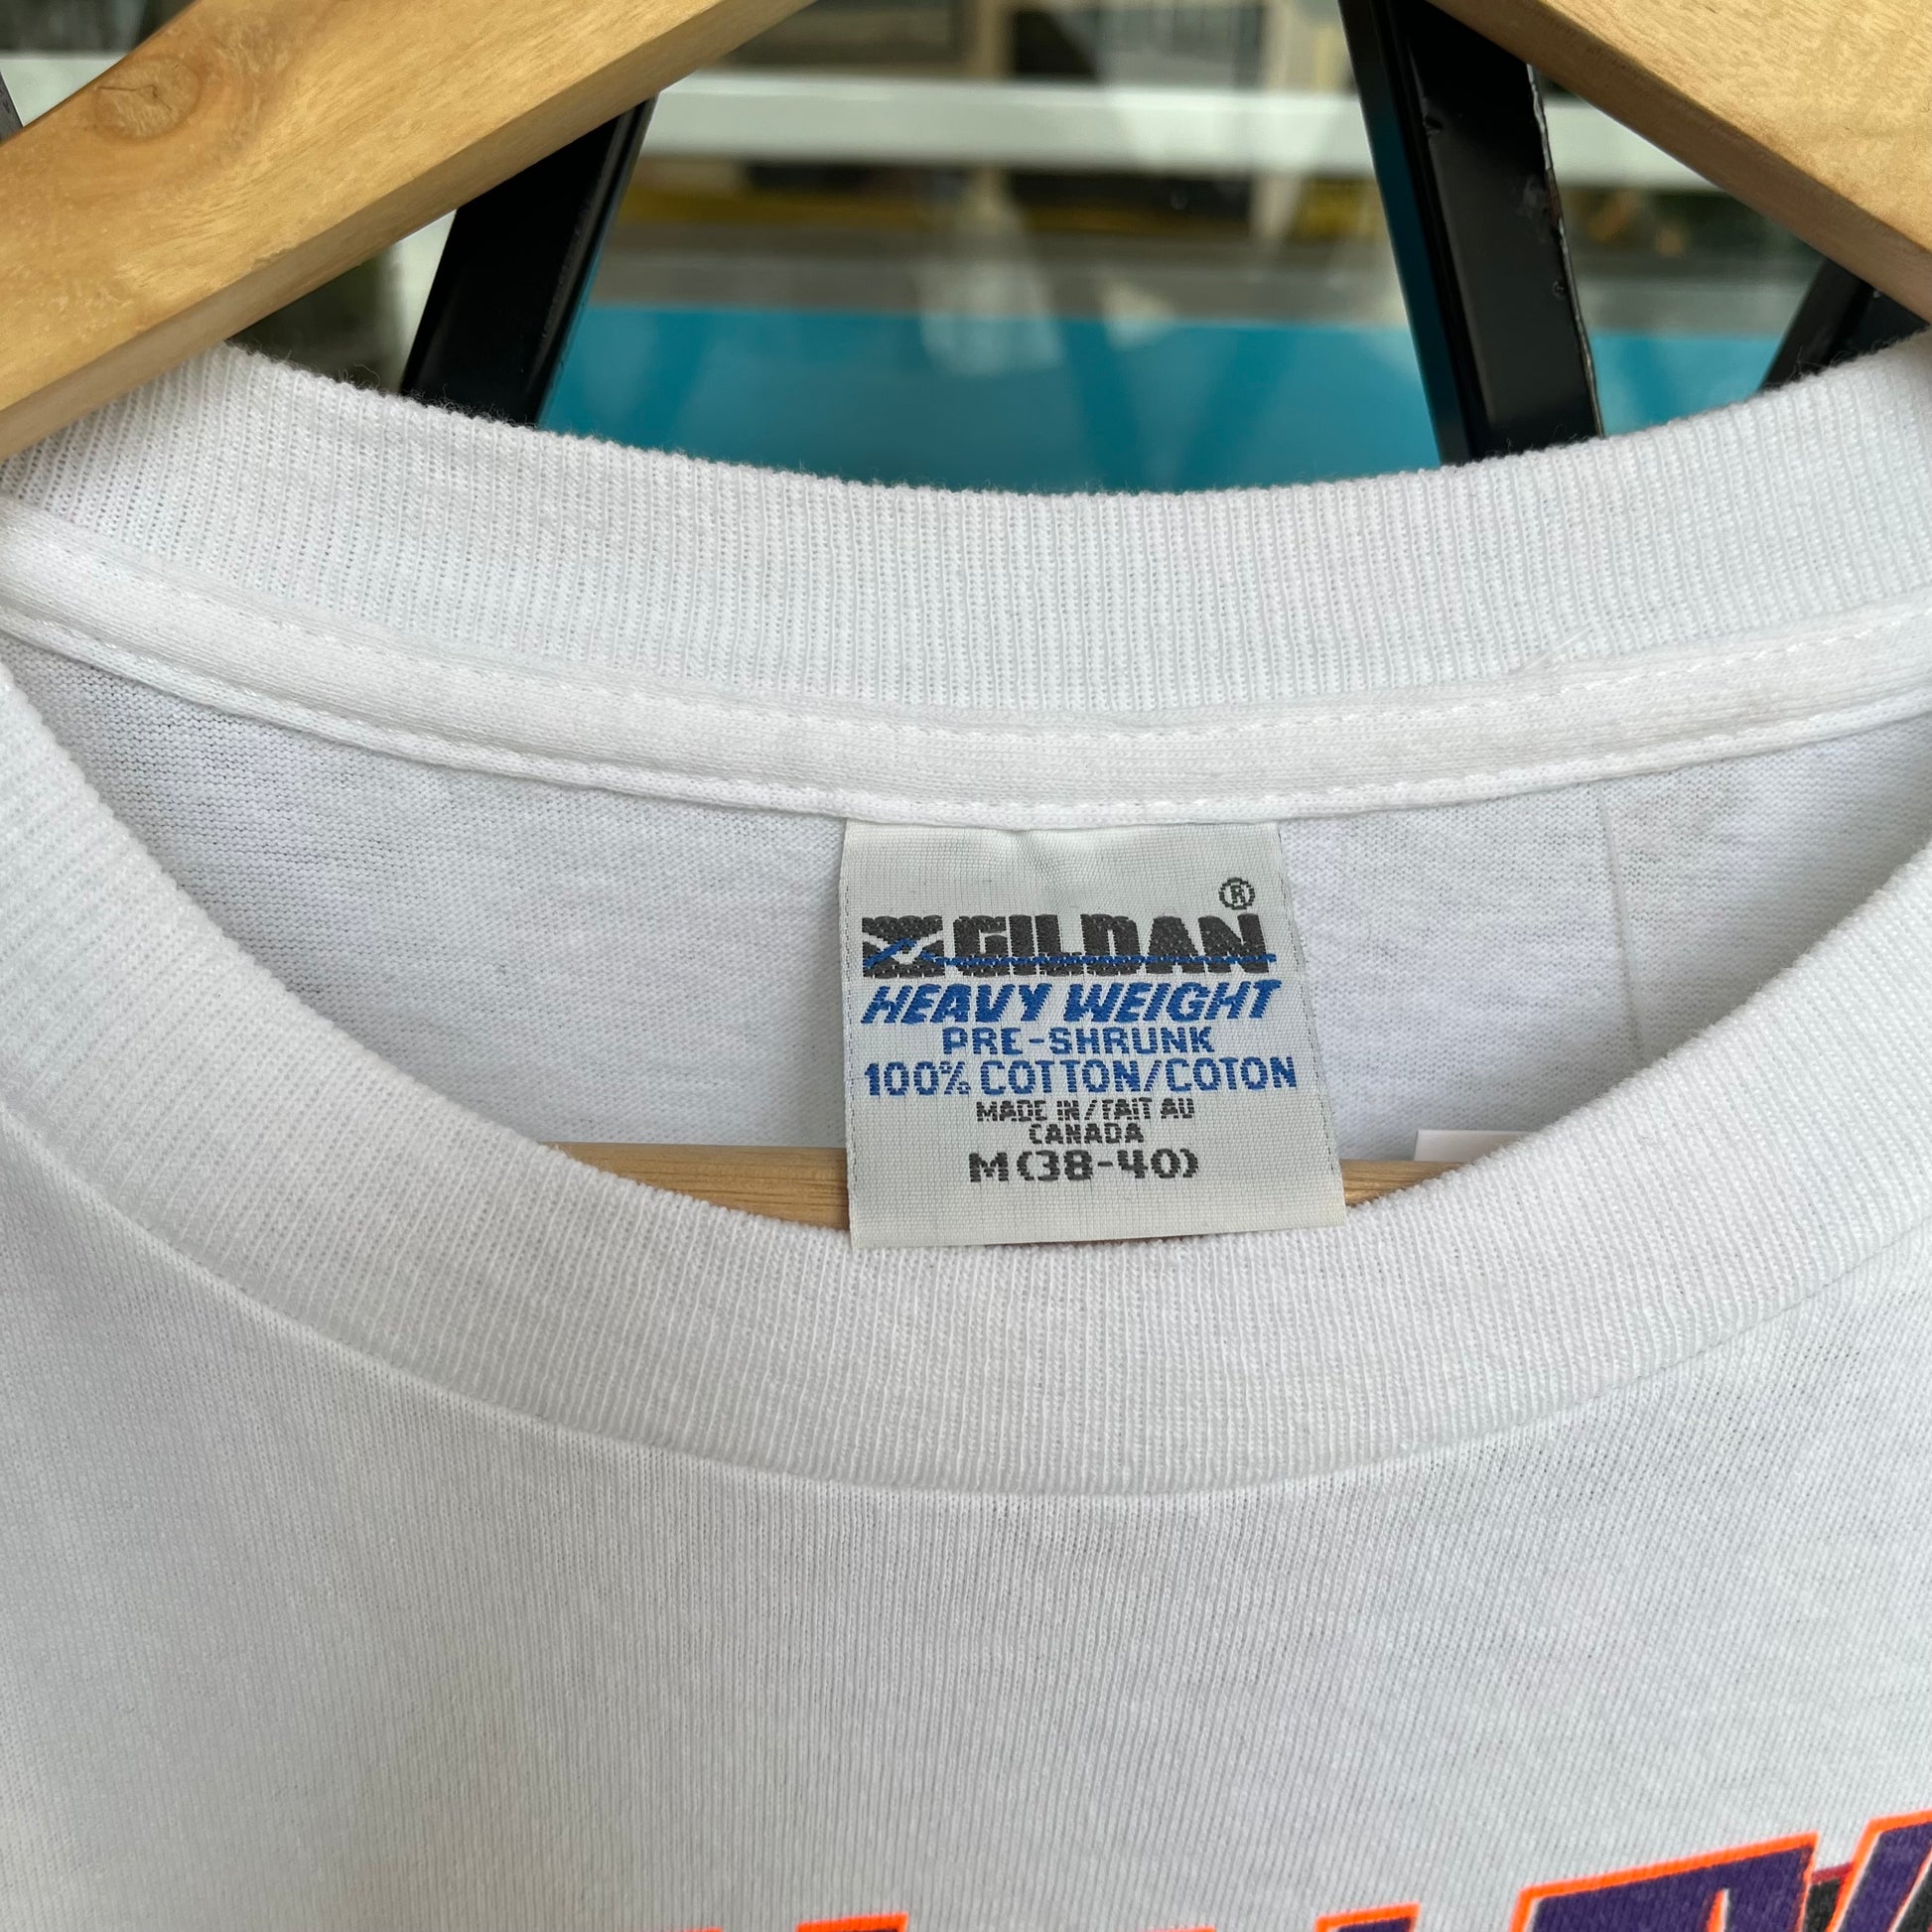 ®
GILDAN
HEAVY WEIGHT
PRE-SHRUNK
100% COTTON/COTON
MADE IN/FAIT AU
CANADA
M(38-40)